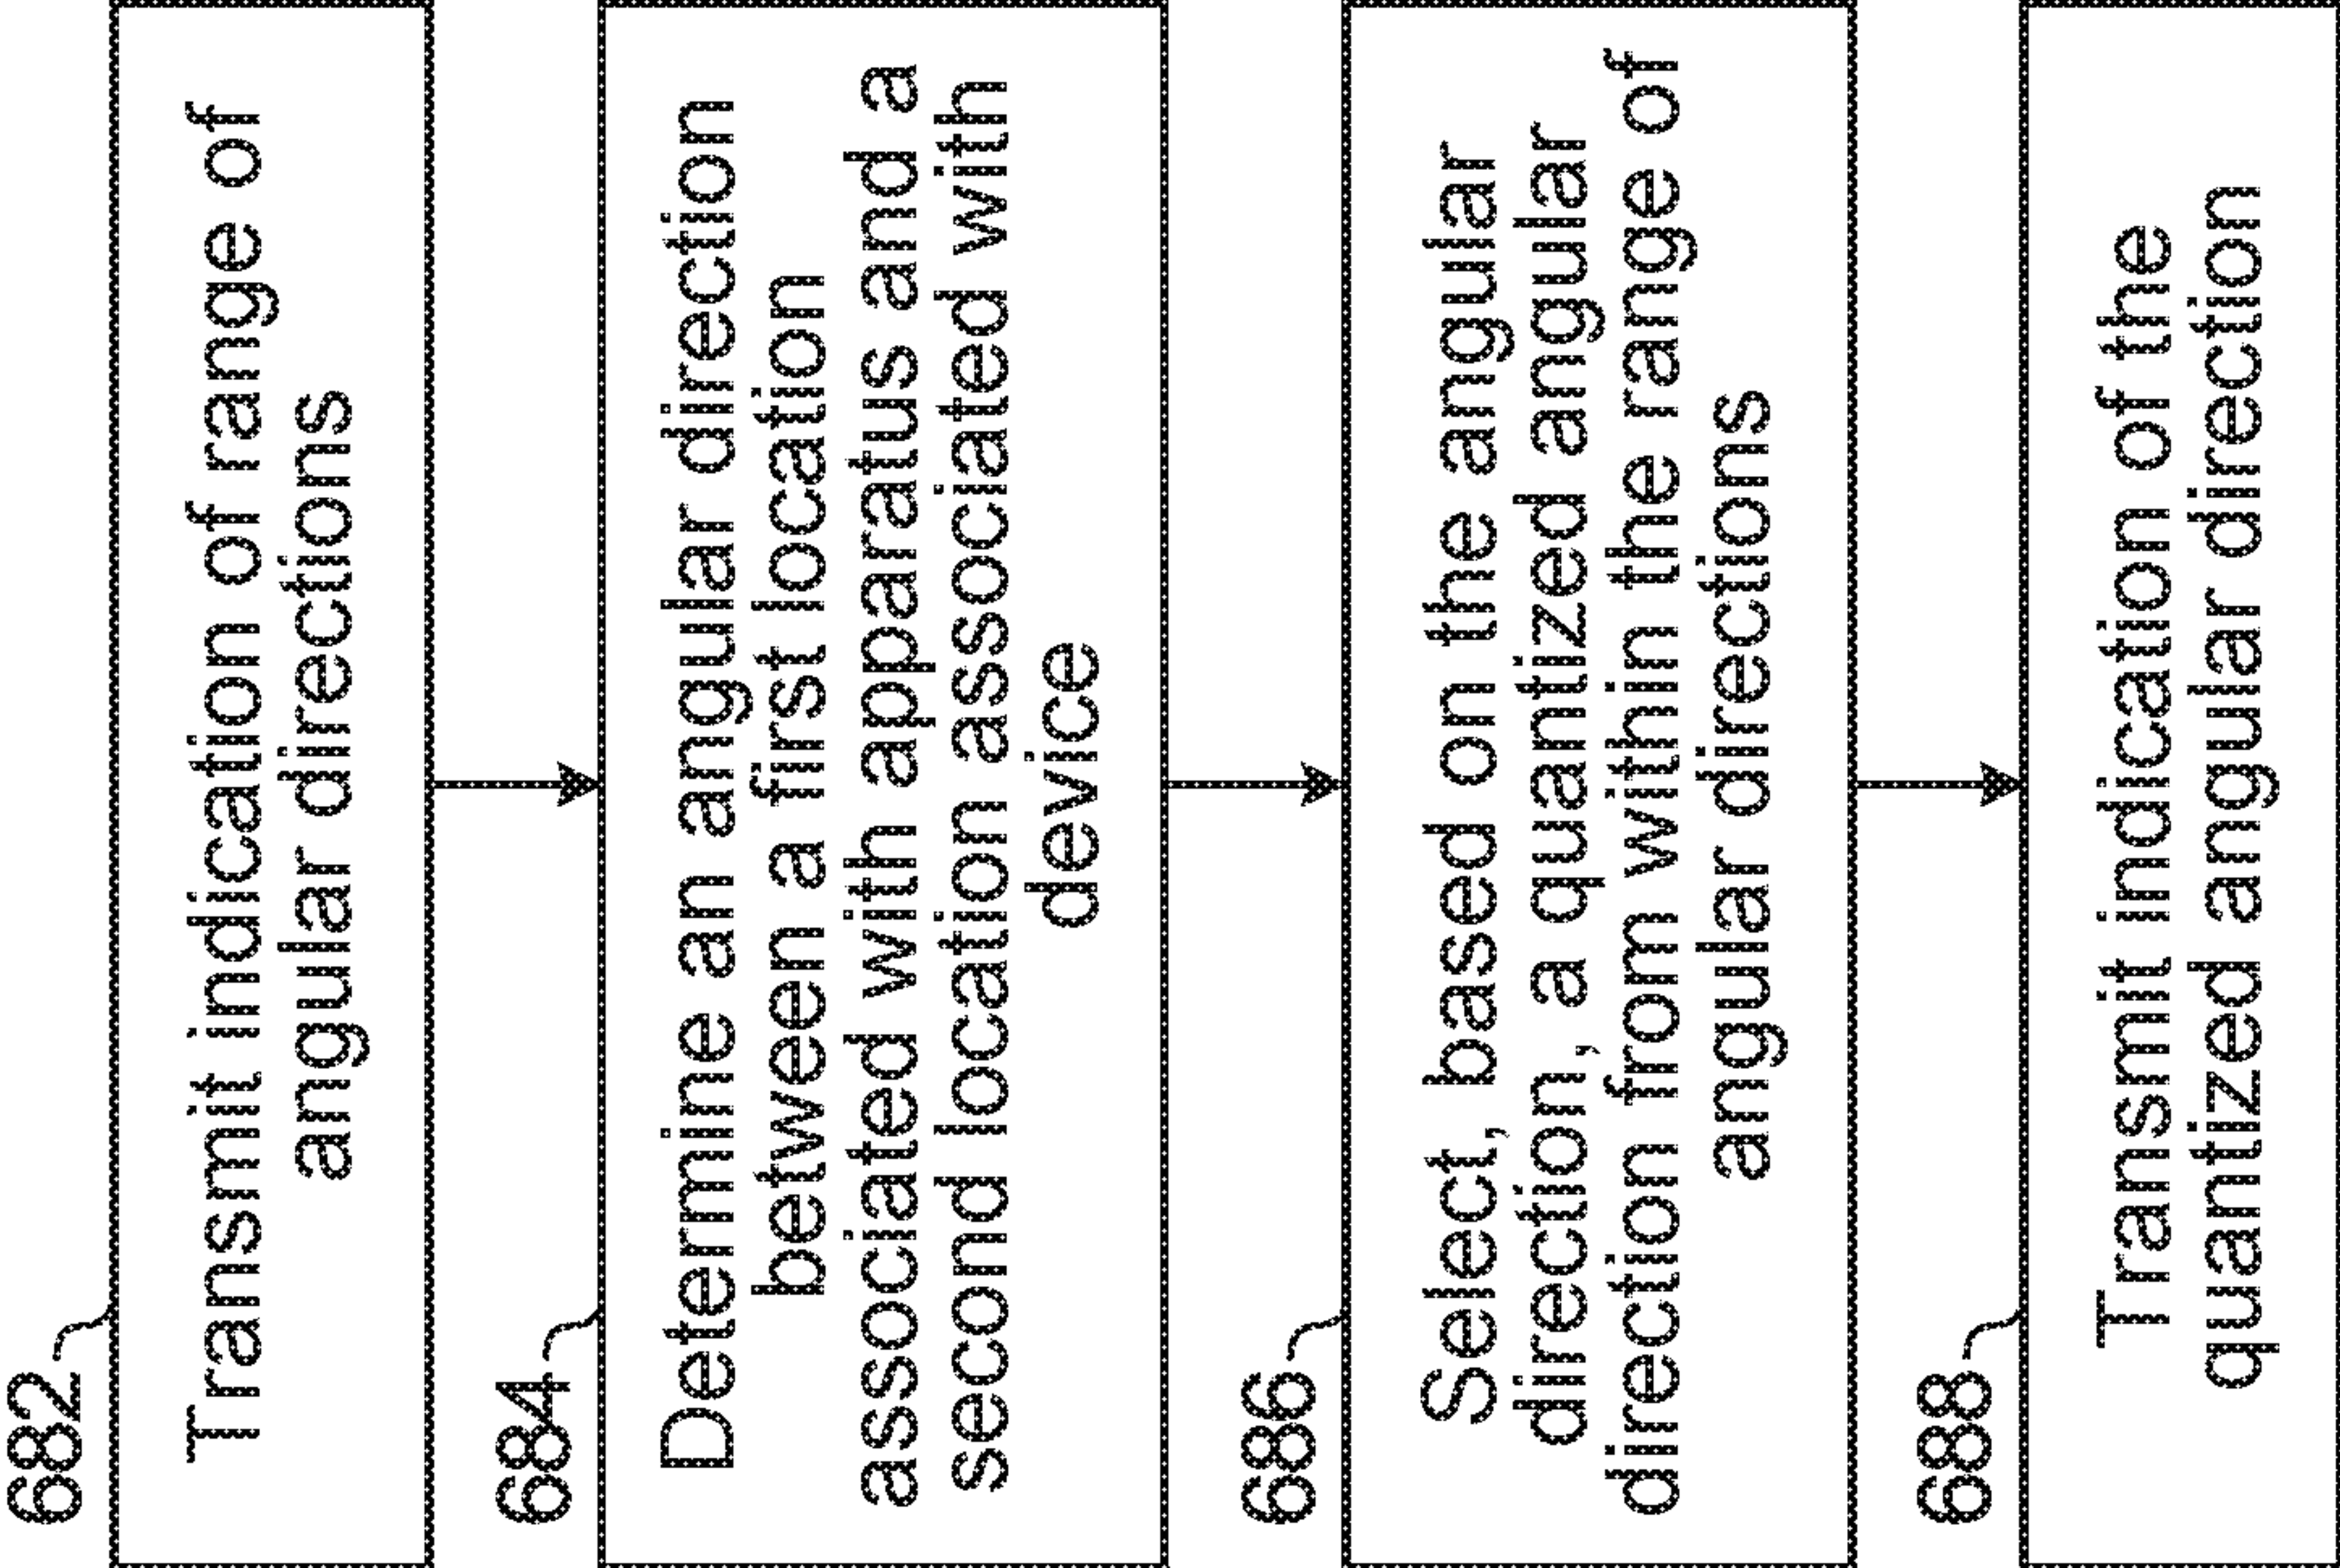 682
Transmit indication of range of
angular directions
684
Determine an angular direction
between a first location
associated with apparatus and a
second location associated with
device
686
Select, based on the angular
direction, a quantized angular
direction from within the range of
angular directions
688
Transmit indication of the
quantized angular direction